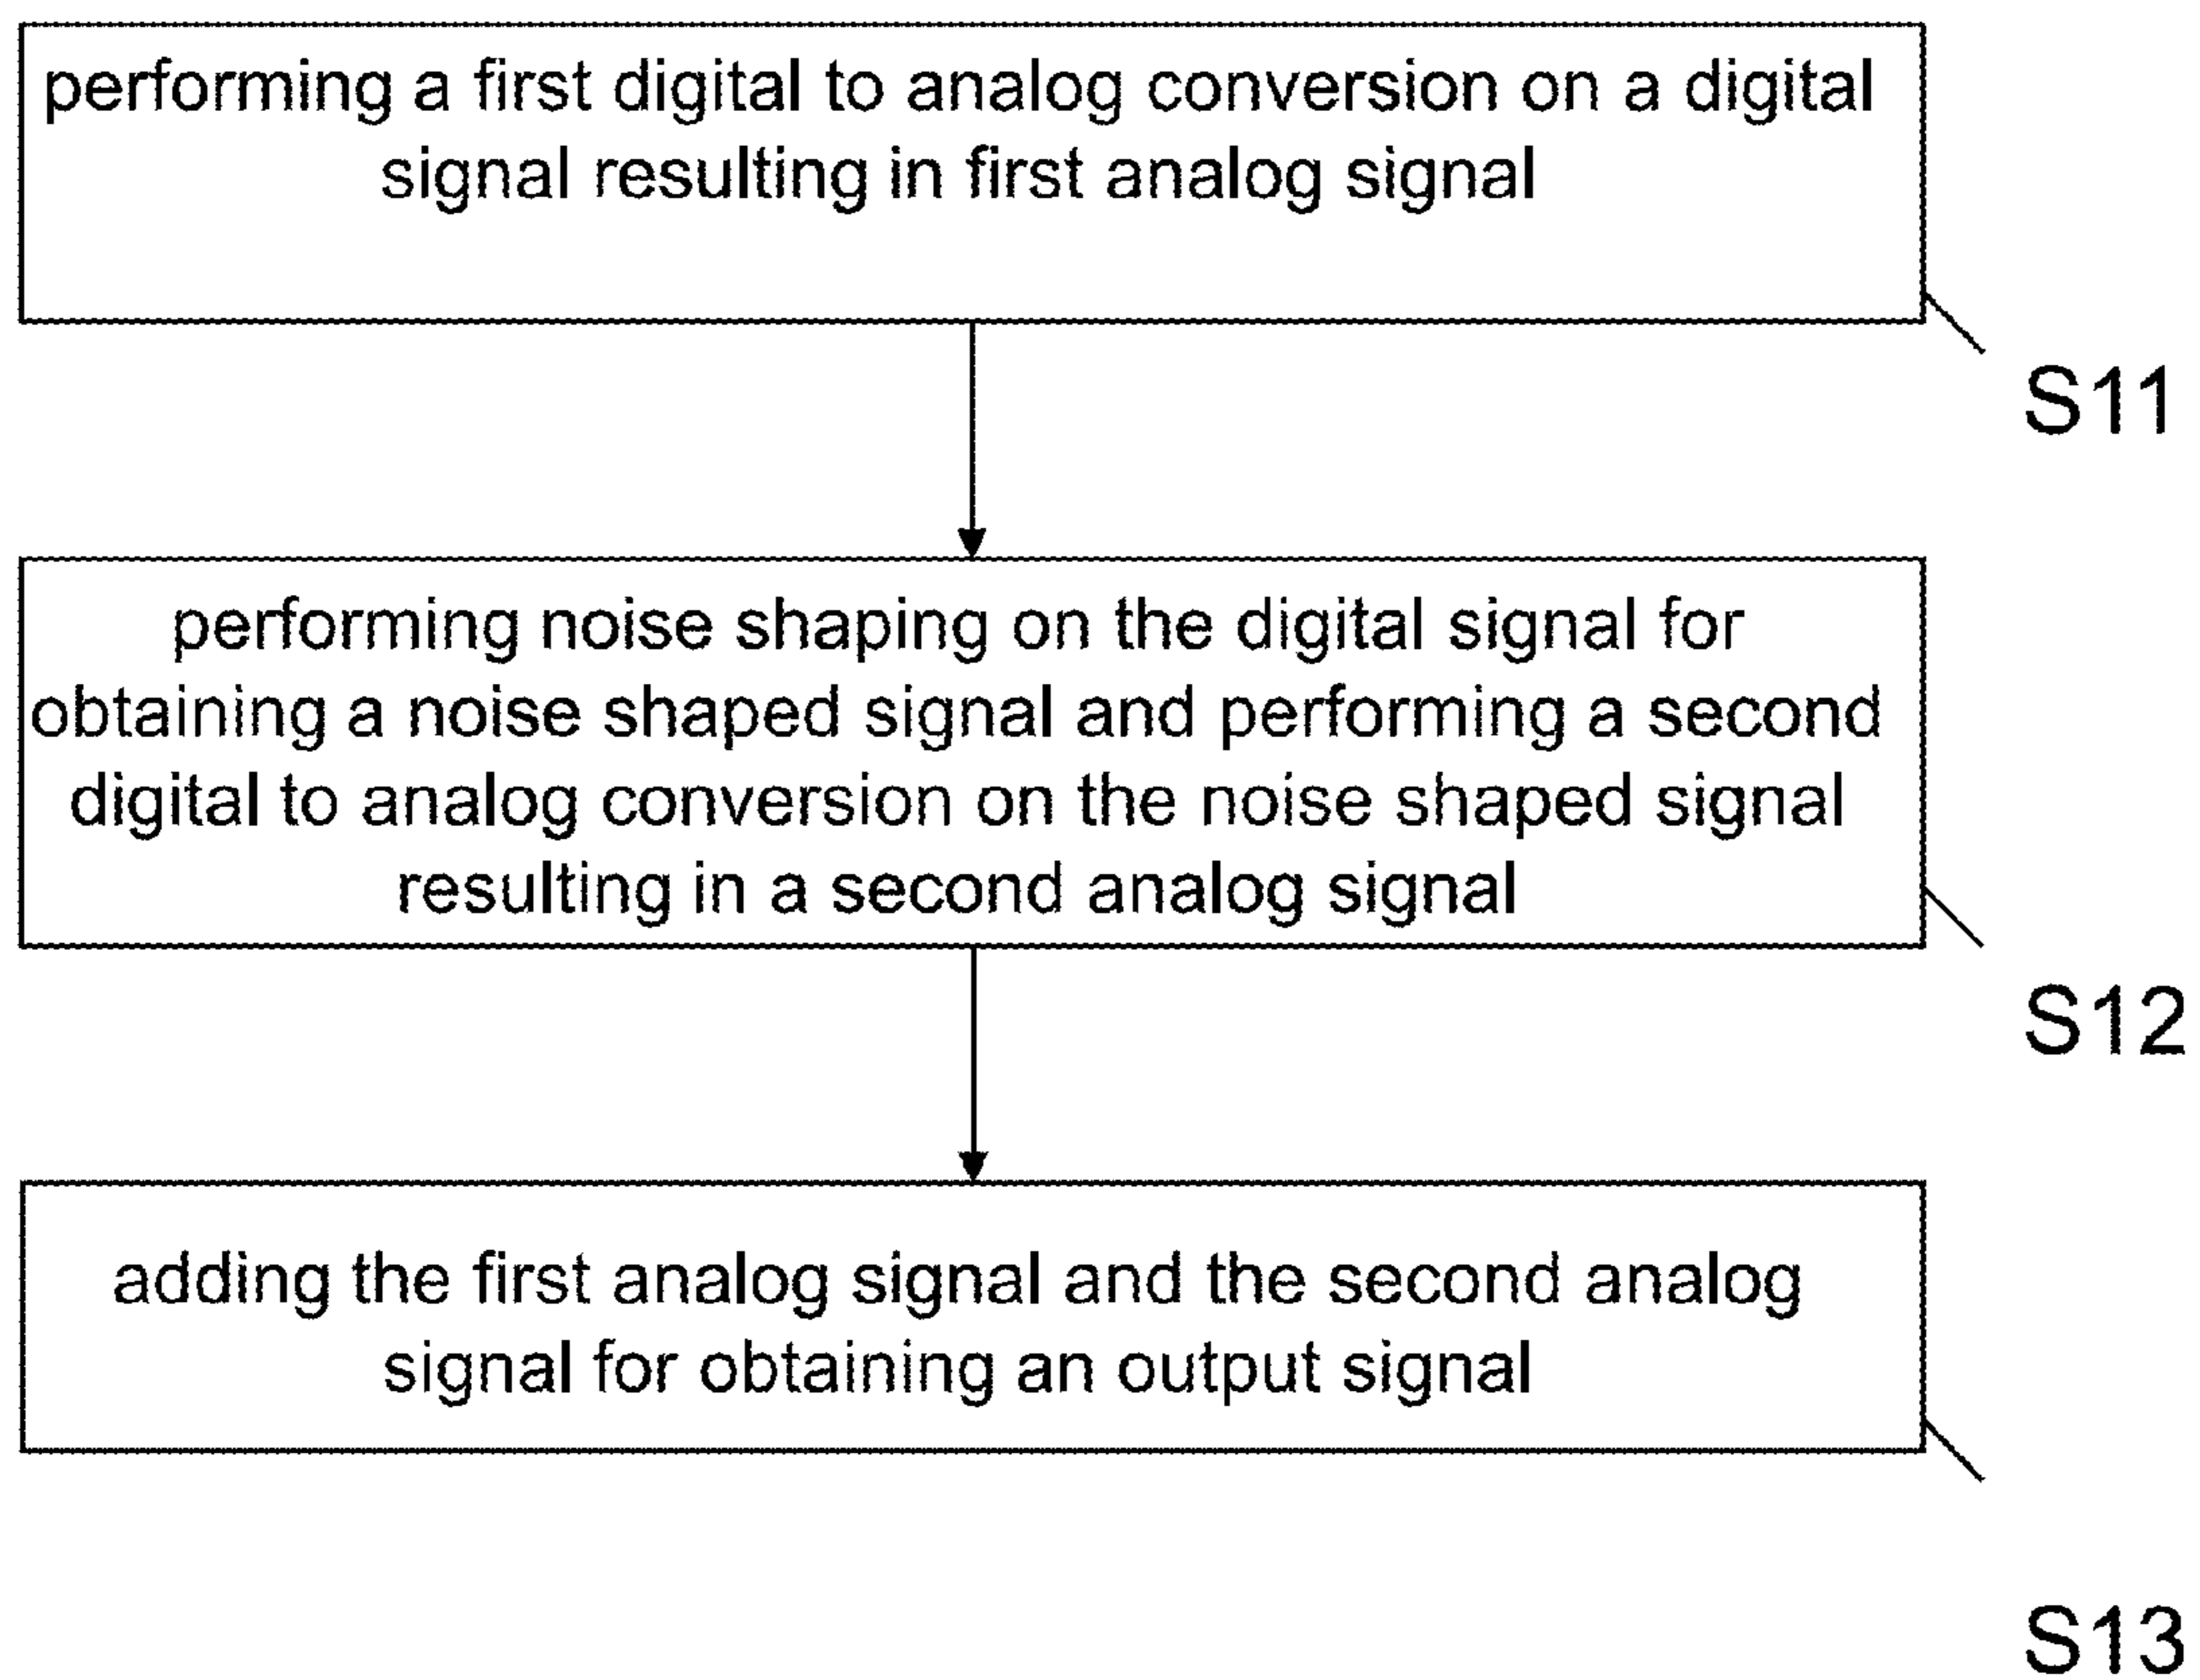 performing a first digital to analog conversion on a digital
signal resulting in first analog signal
S11
performing noise shaping on the digital signal for
obtaining a noise shaped signal and performing a second
digital to analog conversion on the noise shaped signal
resulting in a second analog signal
S12
adding the first analog signal and the second analog
signal for obtaining an output signal
S13